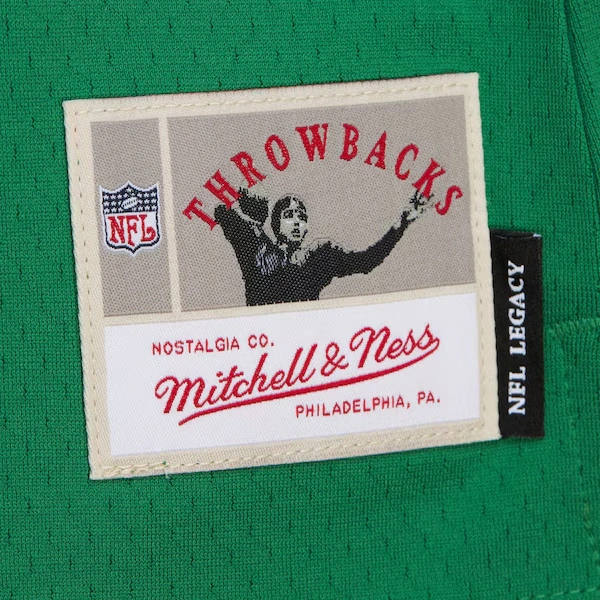 THROWBACKS
NFL
NOSTALGIA CO.
Mitchell & Ness
PHILADELPHIA, PA.
NFL LEGACY